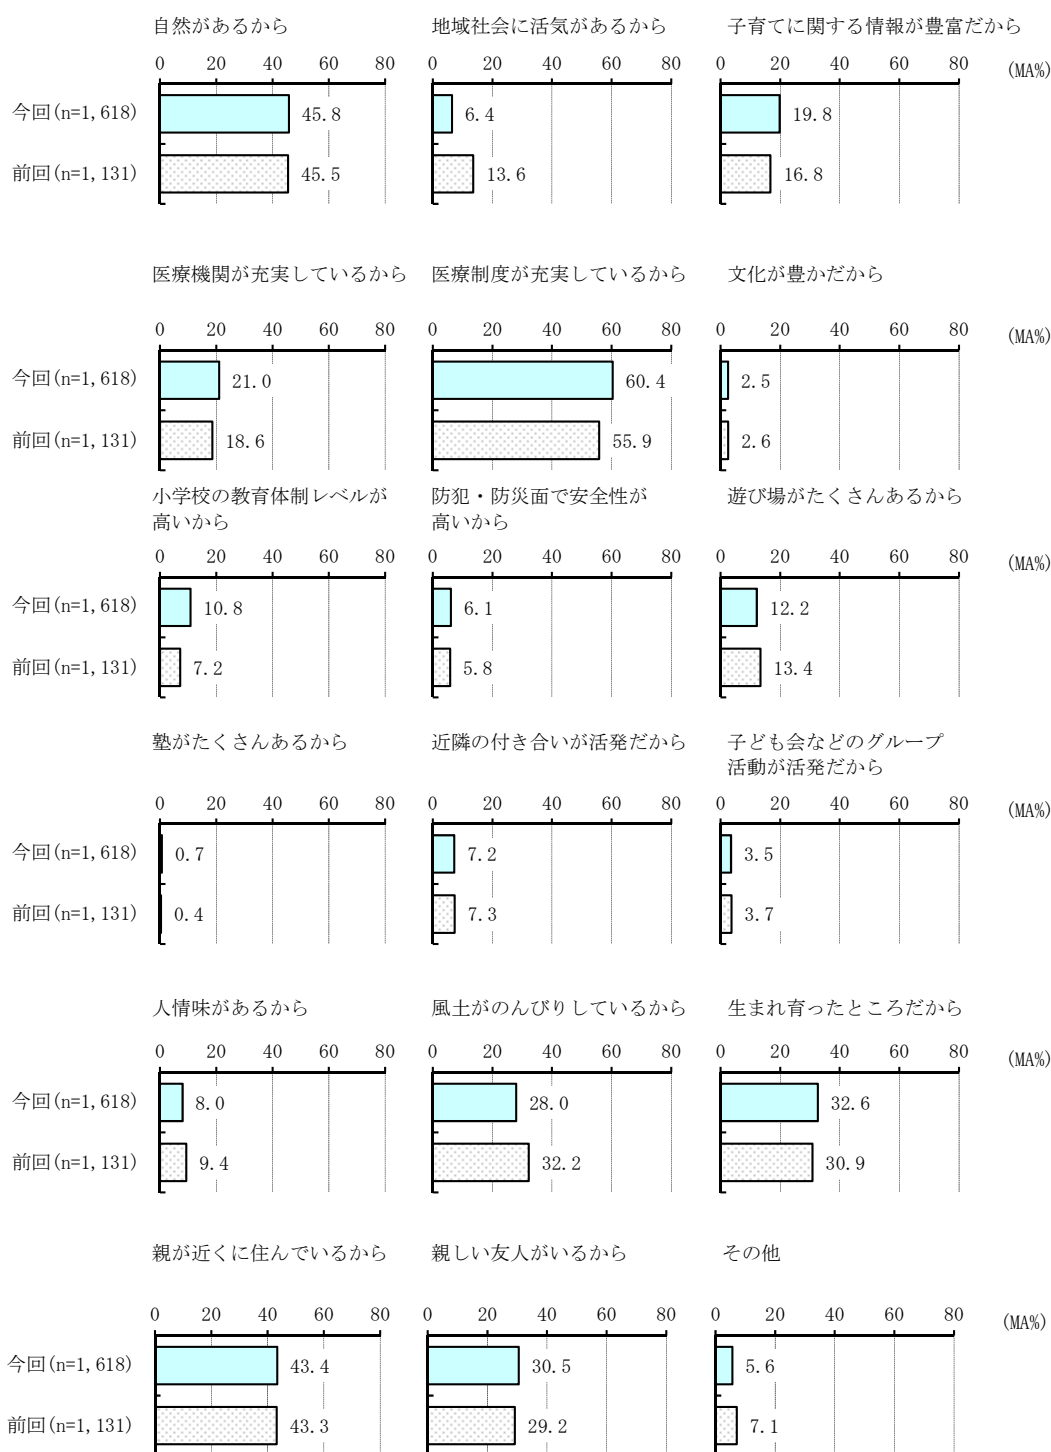 自然があるから 地域社会に活気があるから 子育てに関する情報が豊富だから
0 20 40 60 80 0 20 40 60 80 0 20 40 60 80 (MA%)
今回(n=1,618) 45.8 6.4 19.8
前回(n=1,131) 45.5 13.6 16.8
医療機関が充実しているから 医療制度が充実しているから 文化が豊かだから
0 20 40 60 80 0 20 40 60 80 0 20 40 60 80 (MA%)
今回(n=1,618) 21.0 60.4 2.5
前回(n=1,131) 18.6 55.9 2.6
小学校の教育体制レベルが 防犯・防災面で安全性が 遊び場がたくさんあるから
高いから 高いから
0 20 40 60 80 0 20 40 60 80 0 20 40 60 80 (MA%)
今回(n=1,618) 10.8 6.1 12.2
前回(n=1,131) 7.2 5.8 13.4
塾がたくさんあるから 近隣の付き合いが活発だから 子ども会などのグループ
活動が活発だから
0 20 40 60 80 0 20 40 60 80 0 20 40 60 80 (MA%)
今回(n=1,618) 0.7 7.2 3.5
前回(n=1,131) 0.4 7.3 3.7
人情味があるから 風土がのんびりしているから 生まれ育ったところだから
0 20 40 60 80 0 20 40 60 80 0 20 40 60 80 (MA%)
今回(n=1,618) 8.0 28.0 32.6
前回(n=1,131) 9.4 32.2 30.9
親が近くに住んでいるから 親しい友人がいるから その他
0 20 40 60 80 0 20 40 60 80 0 20 40 60 80 (MA%)
今回(n=1,618) 43.4 30.5 5.6
前回(n=1,131) 43.3 29.2 7.1